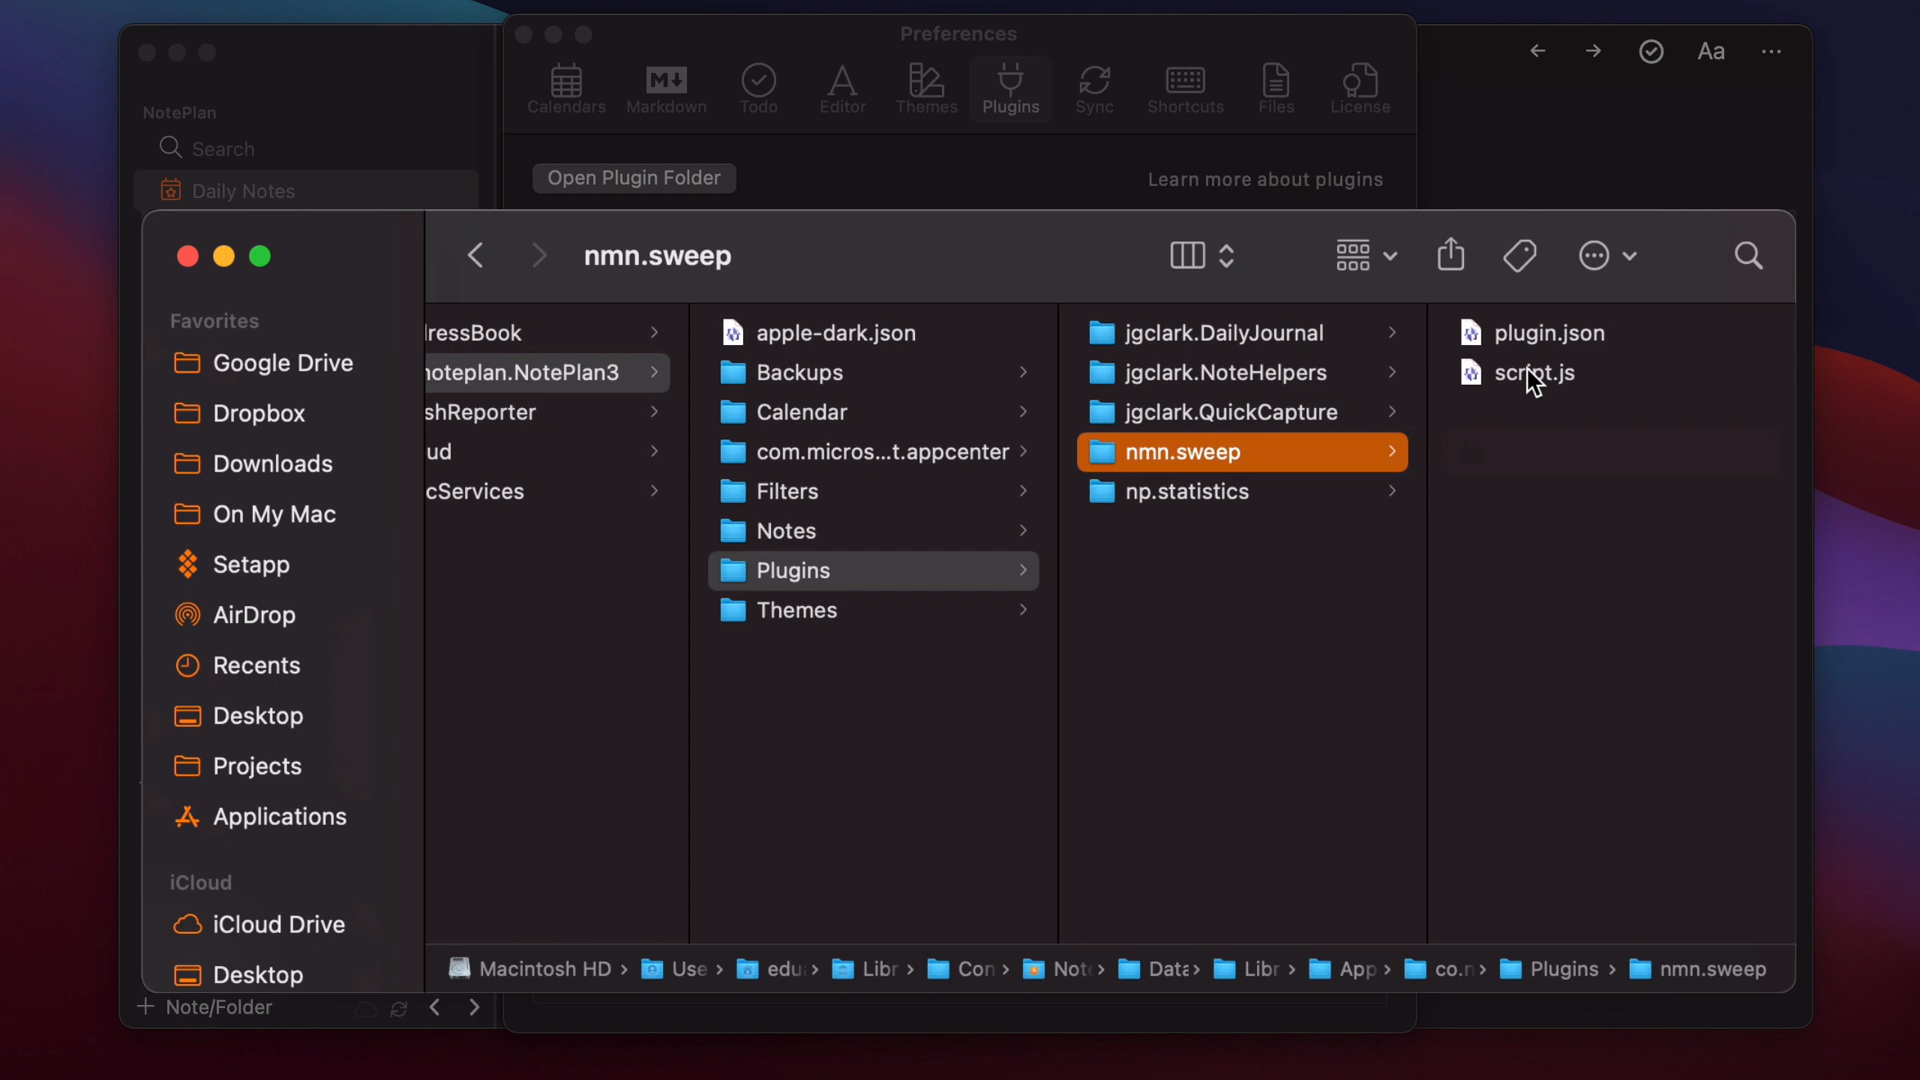 Preferences
Calendars
Markdown
Todo
Editor
Themes
Plugins
Sync
Shortcuts
Files
License
Aa
NotePlan
Search
Daily Notes
Open Plugin Folder
Learn more about plugins
nmn.sweep
Favorites
Google Drive
Dropbox
Downloads
On My Mac
Setapp
AirDrop
Recents
Desktop
Projects
Applications
iCloud
iCloud Drive
Desktop
ressBook
noteplan.NotePlan3
shReporter
ud
cServices
apple-dark.json
Backups
Calendar
com.micros...t.appcenter
Filters
Notes
Plugins
Themes
jgclark.DailyJournal
jgclark.NoteHelpers
jgclark.QuickCapture
nmn.sweep
np.statistics
plugin.json
script.js
Macintosh HD › Use › edu › Libr › Con › Not › Data › Libr › App › co.n › Plugins › nmn.sweep
+ Note/Folder